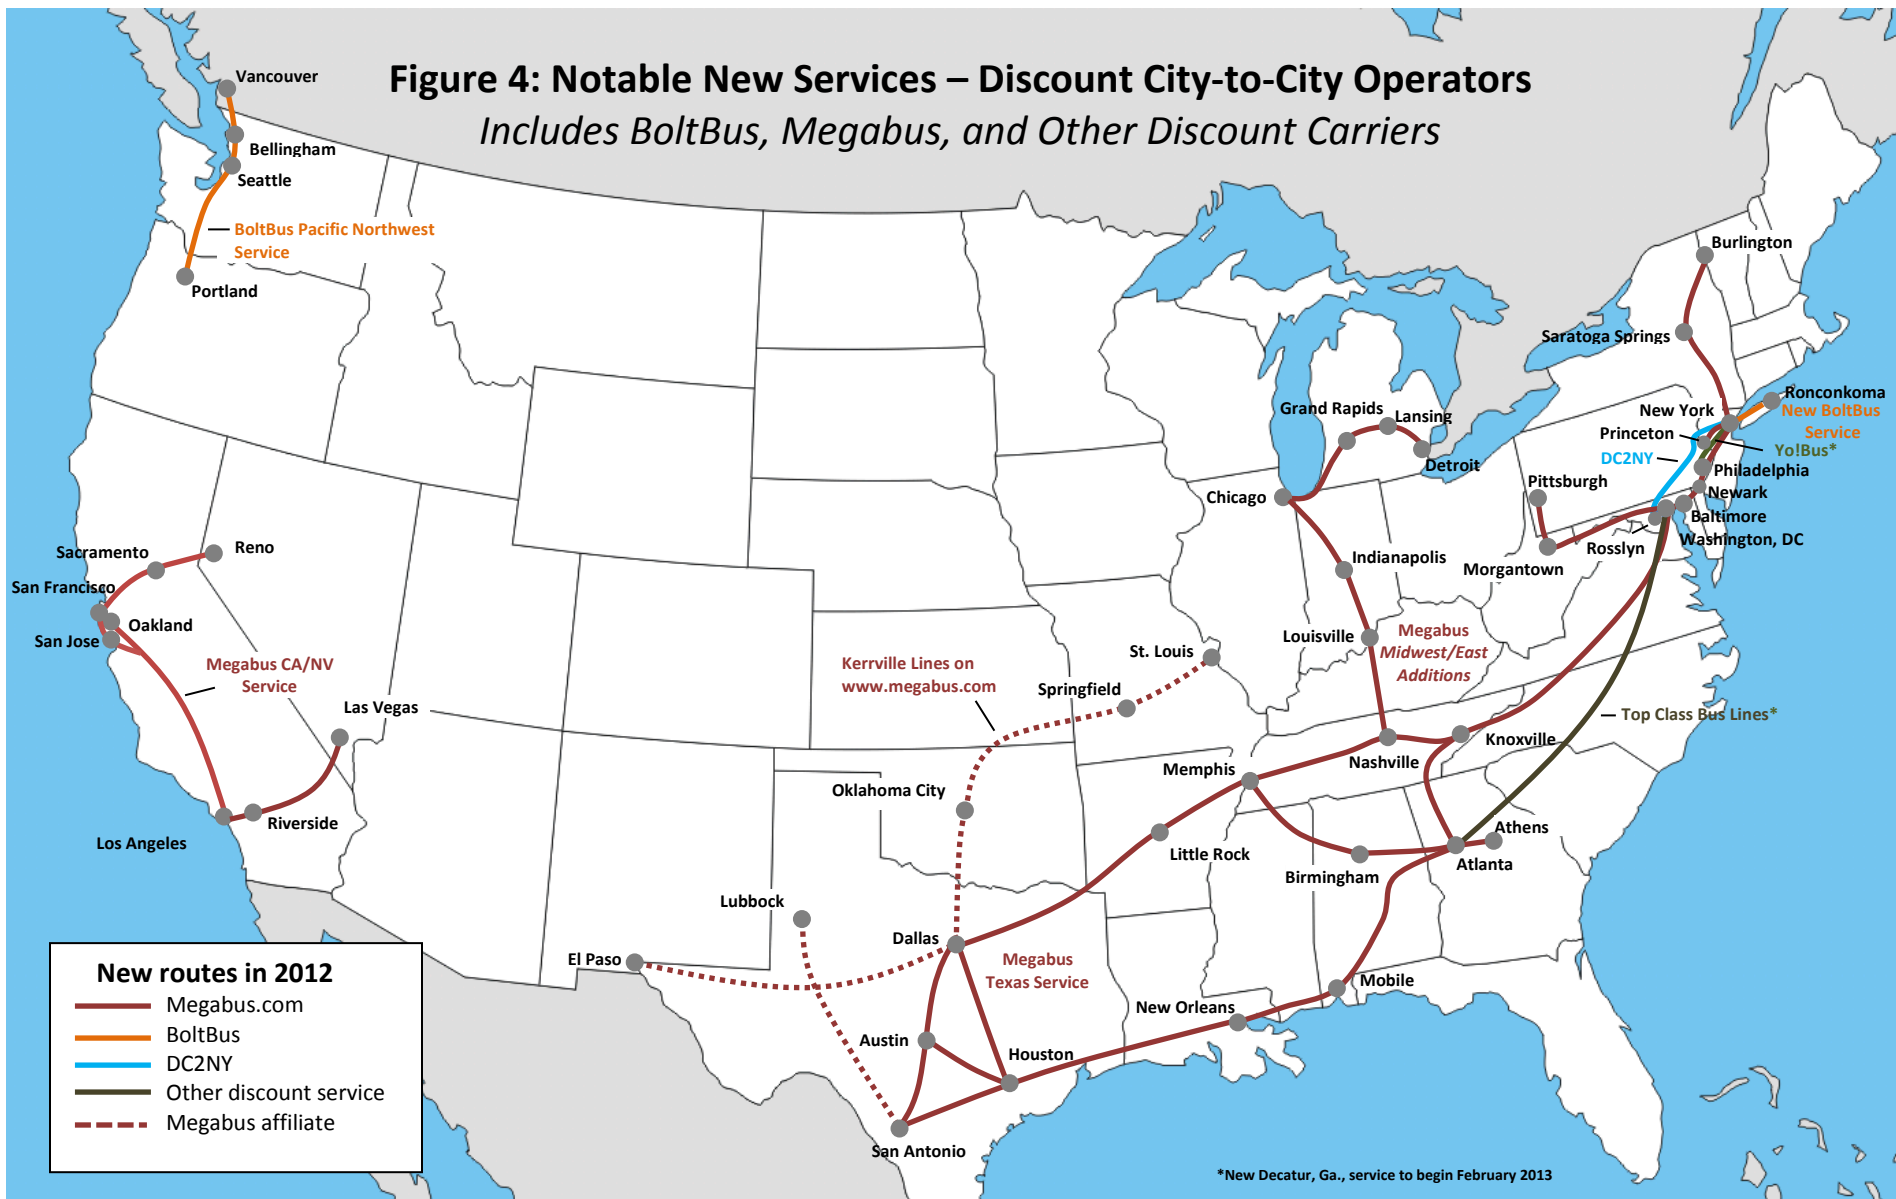 Figure 4: Notable New Services – Discount City-to-City Operators
Includes BoltBus, Megabus, and Other Discount Carriers
Vancouver
Bellingham
Seattle
BoltBus Pacific Northwest
Service
Portland
Burlington
Saratoga Springs
Ronconkoma
New BoltBus
Service
New York
Princeton
Yo!Bus*
DC2NY
Philadelphia
Newark
Baltimore
Washington, DC
Rosslyn
Pittsburgh
Morgantown
Grand Rapids
Lansing
Detroit
Chicago
Indianapolis
Louisville
Megabus
Midwest/East
Additions
Sacramento
Reno
San Francisco
Oakland
San Jose
Megabus CA/NV
Service
Las Vegas
Riverside
Los Angeles
Kerrville Lines on
www.megabus.com
St. Louis
Springfield
Top Class Bus Lines*
Knoxville
Nashville
Memphis
Oklahoma City
Little Rock
Athens
Atlanta
Birmingham
Lubbock
Dallas
El Paso
Megabus
Texas Service
Mobile
New Orleans
Austin
Houston
San Antonio
New routes in 2012
Megabus.com
BoltBus
DC2NY
Other discount service
Megabus affiliate
*New Decatur, Ga., service to begin February 2013